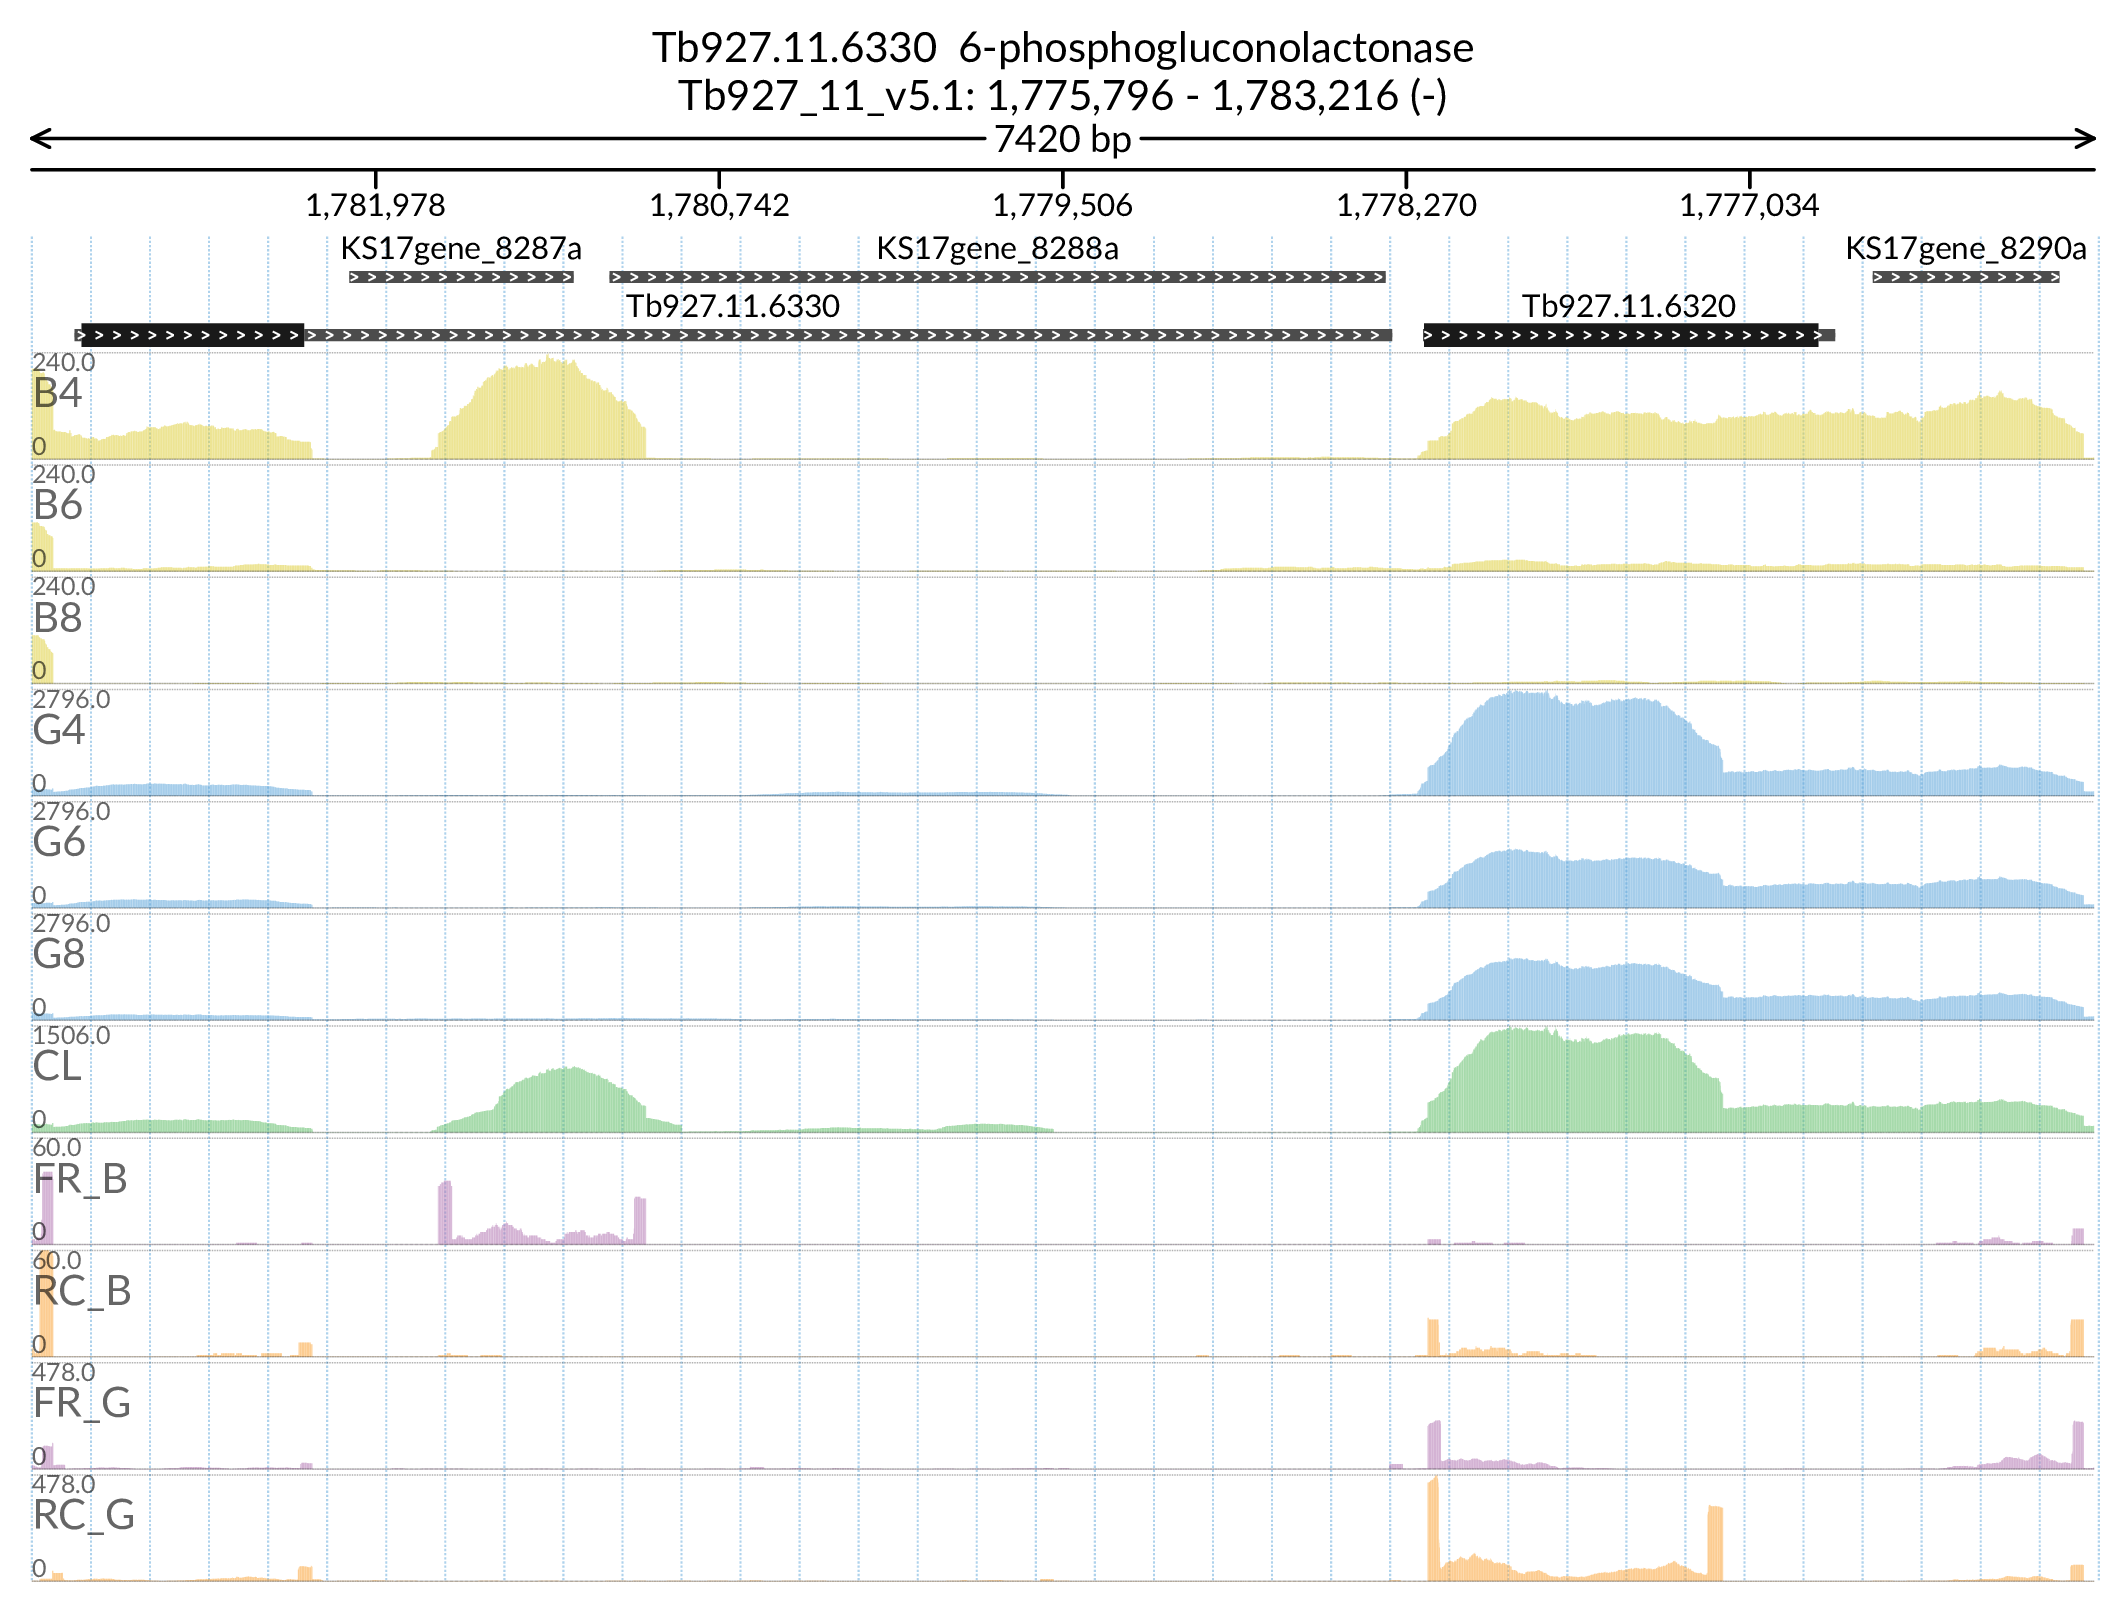 Tb927.11.6330  6-phosphogluconolactonase
Tb927_11_v5.1: 1,775,796 - 1,783,216 (-)
7420 bp
1,781,978 1,780,742 1,779,506 1,778,270 1,777,034
KS17gene_8287a KS17gene_8288a KS17gene_8290a
Tb927.11.6330 Tb927.11.6320
240.0
B4
0
240.0
B6
0
240.0
B8
0
2796.0
G4
0
2796.0
G6
0
2796.0
G8
0
1506.0
CL
0
60.0
FR_B
0
60.0
RC_B
0
478.0
FR_G
0
478.0
RC_G
0